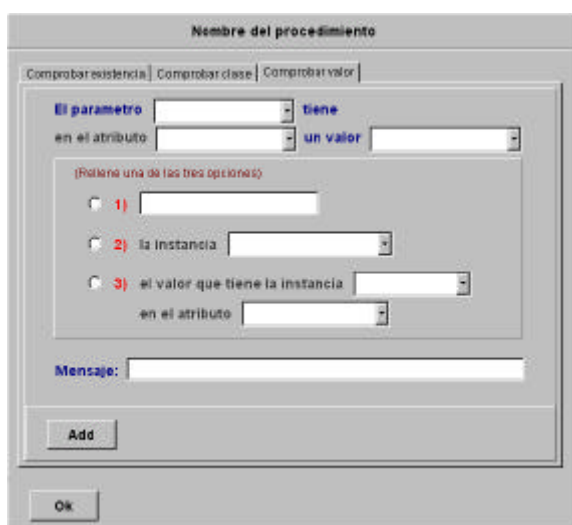 Nombre del procedimiento
Comprobar existencia Comprobar clase Comprobar valor
El parametro tiene
en el atributo un valor
(Rellene una de las tres opciones)
1)
2) la instancia
3) el valor que tiene la instancia
en el atributo
Mensaje:
Add
Ok